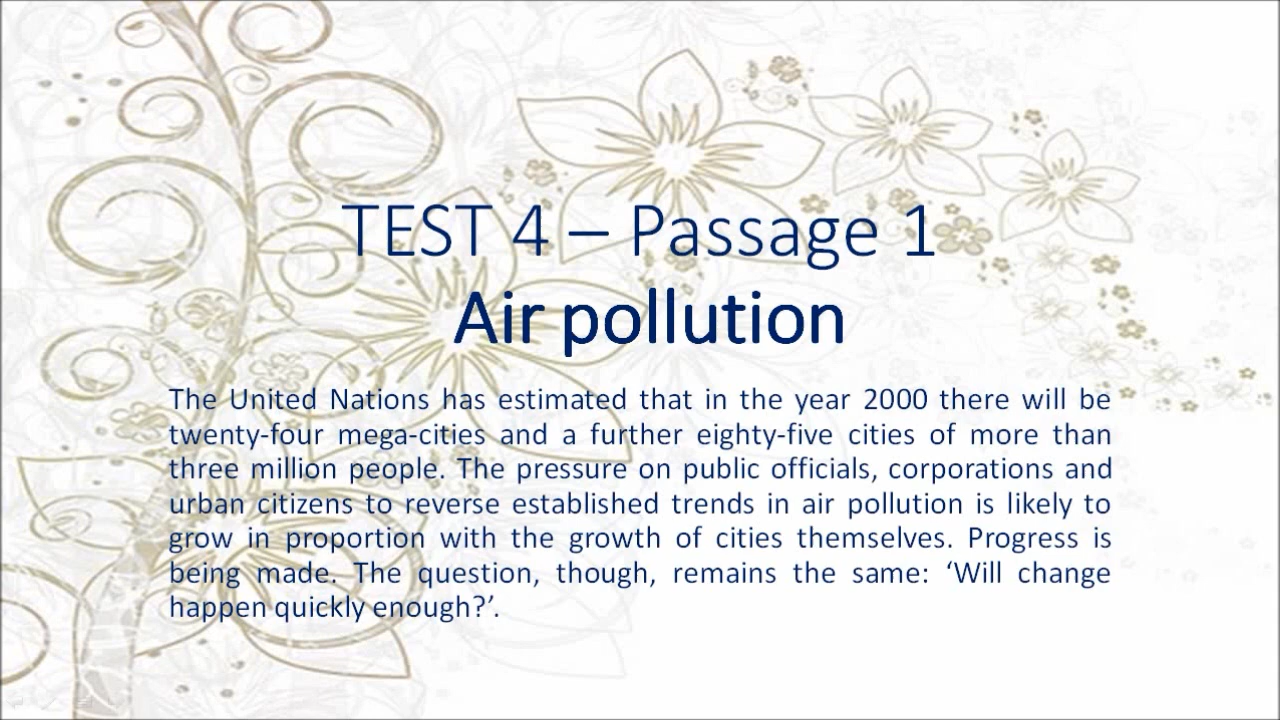 TEST 4 – Passage 1
Air pollution
The United Nations has estimated that in the year 2000 there will be
twenty-four mega-cities and a further eighty-five cities of more than
three million people. The pressure on public officials, corporations and
urban citizens to reverse established trends in air pollution is likely to
grow in proportion with the growth of cities themselves. Progress is
being made. The question, though, remains the same: ‘Will change
happen quickly enough?’.